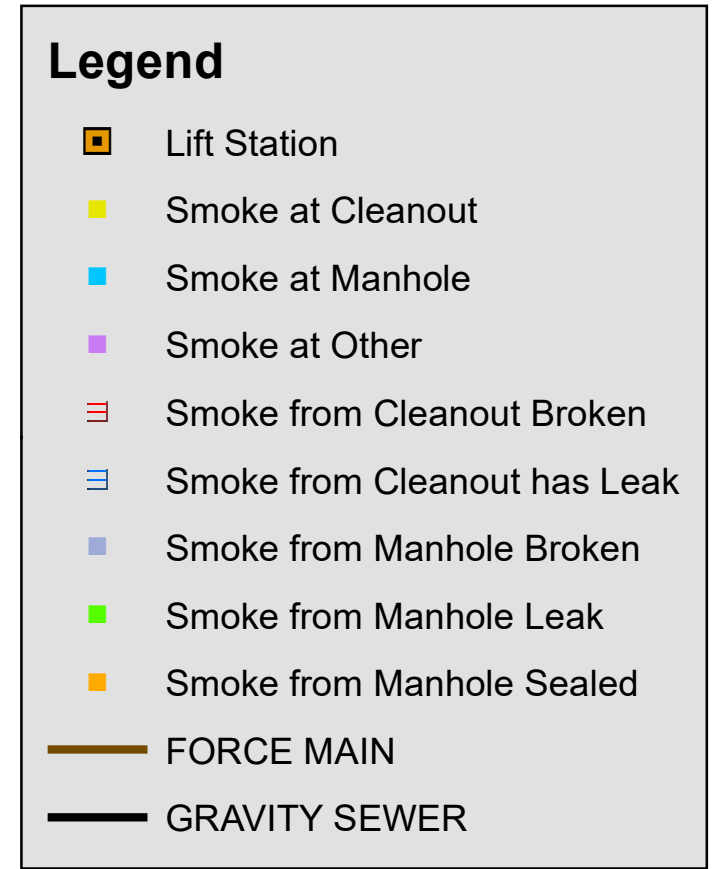 Legend
Lift Station
Smoke at Cleanout
Smoke at Manhole
Smoke at Other
Smoke from Cleanout Broken
Smoke from Cleanout has Leak
Smoke from Manhole Broken
Smoke from Manhole Leak
Smoke from Manhole Sealed
FORCE MAIN
GRAVITY SEWER